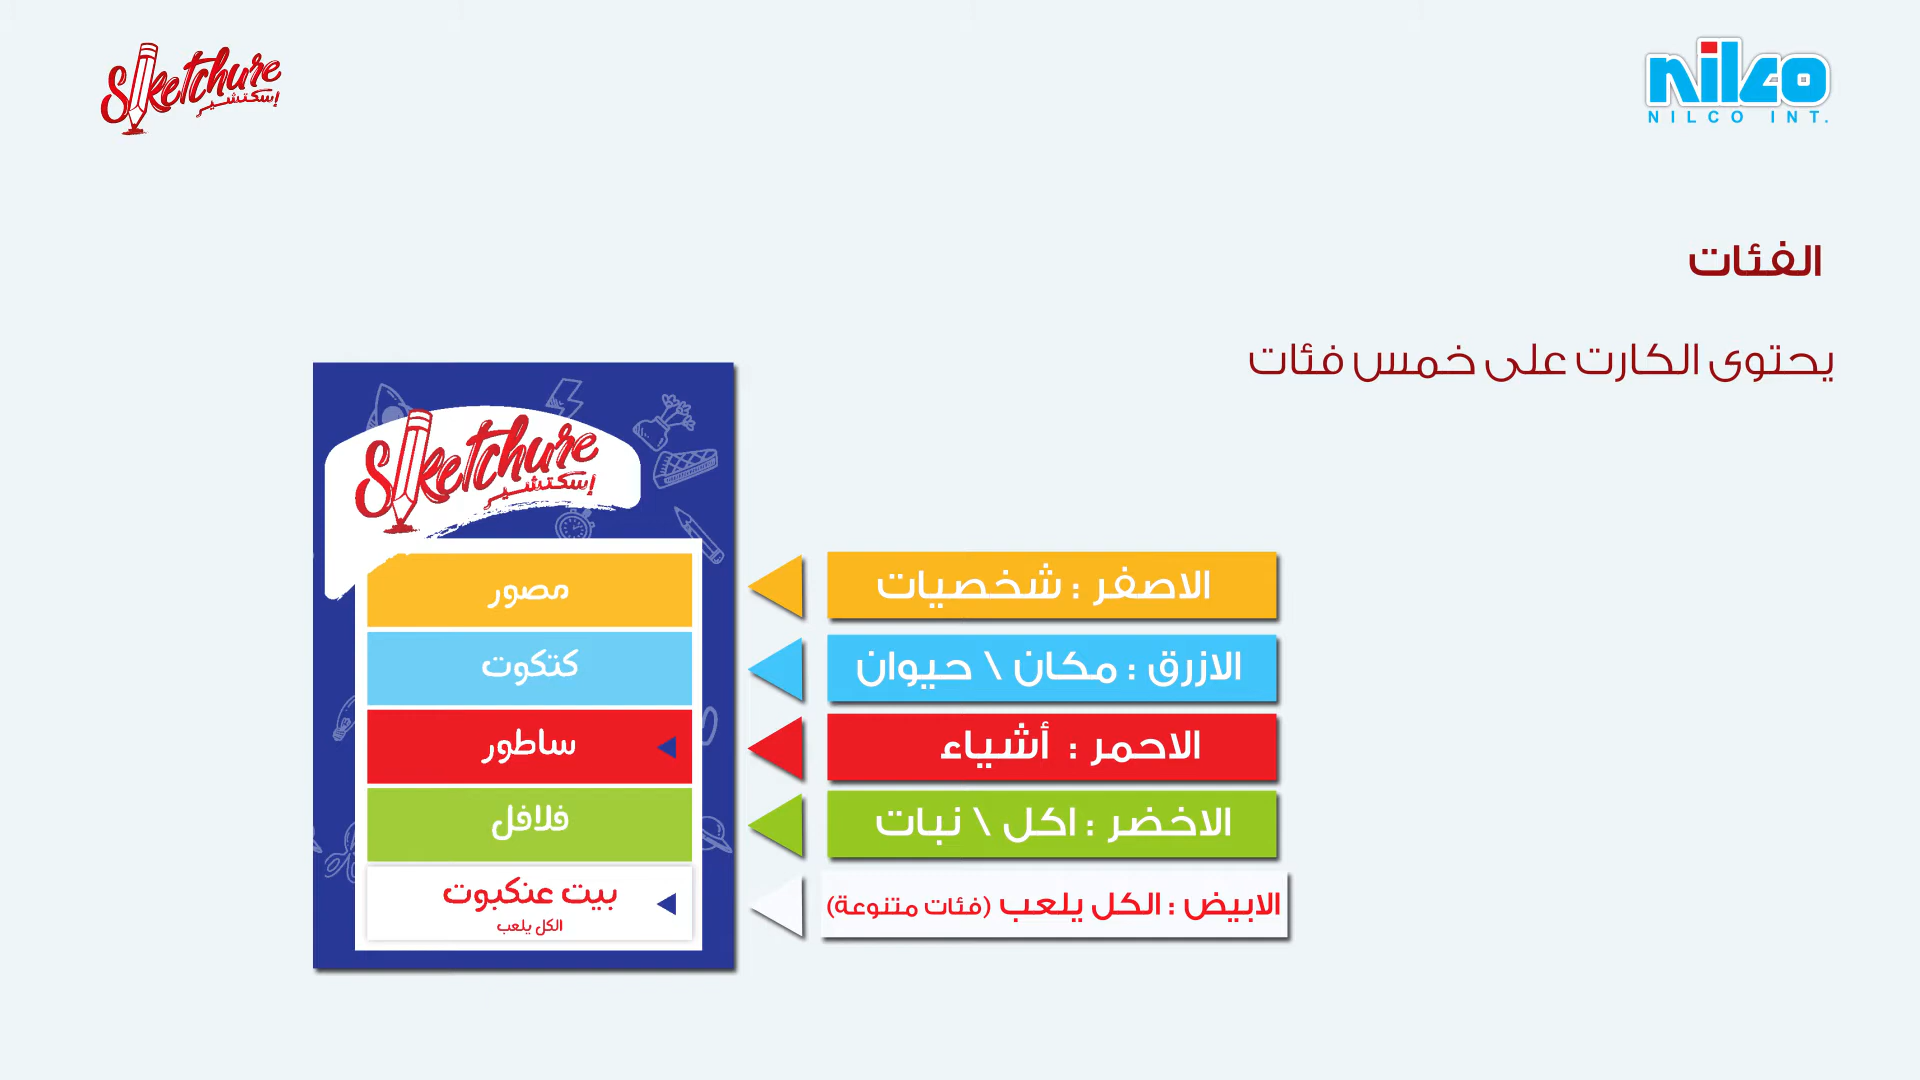 Sketchure
إسكتشير
nilco
NILCO INT.
الفئات
يحتوى الكارت على خمس فئات
Sketchure
إسكتشير
مصور
الاصفر : شخصيات
كتكوت
الازرق : مكان \ حيوان
ساطور
الاحمر : أشياء
فلافل
الاخضر : اكل \ نبات
بيت عنكبوت
الكل يلعب
الابيض : الكل يلعب (فئات متنوعة)